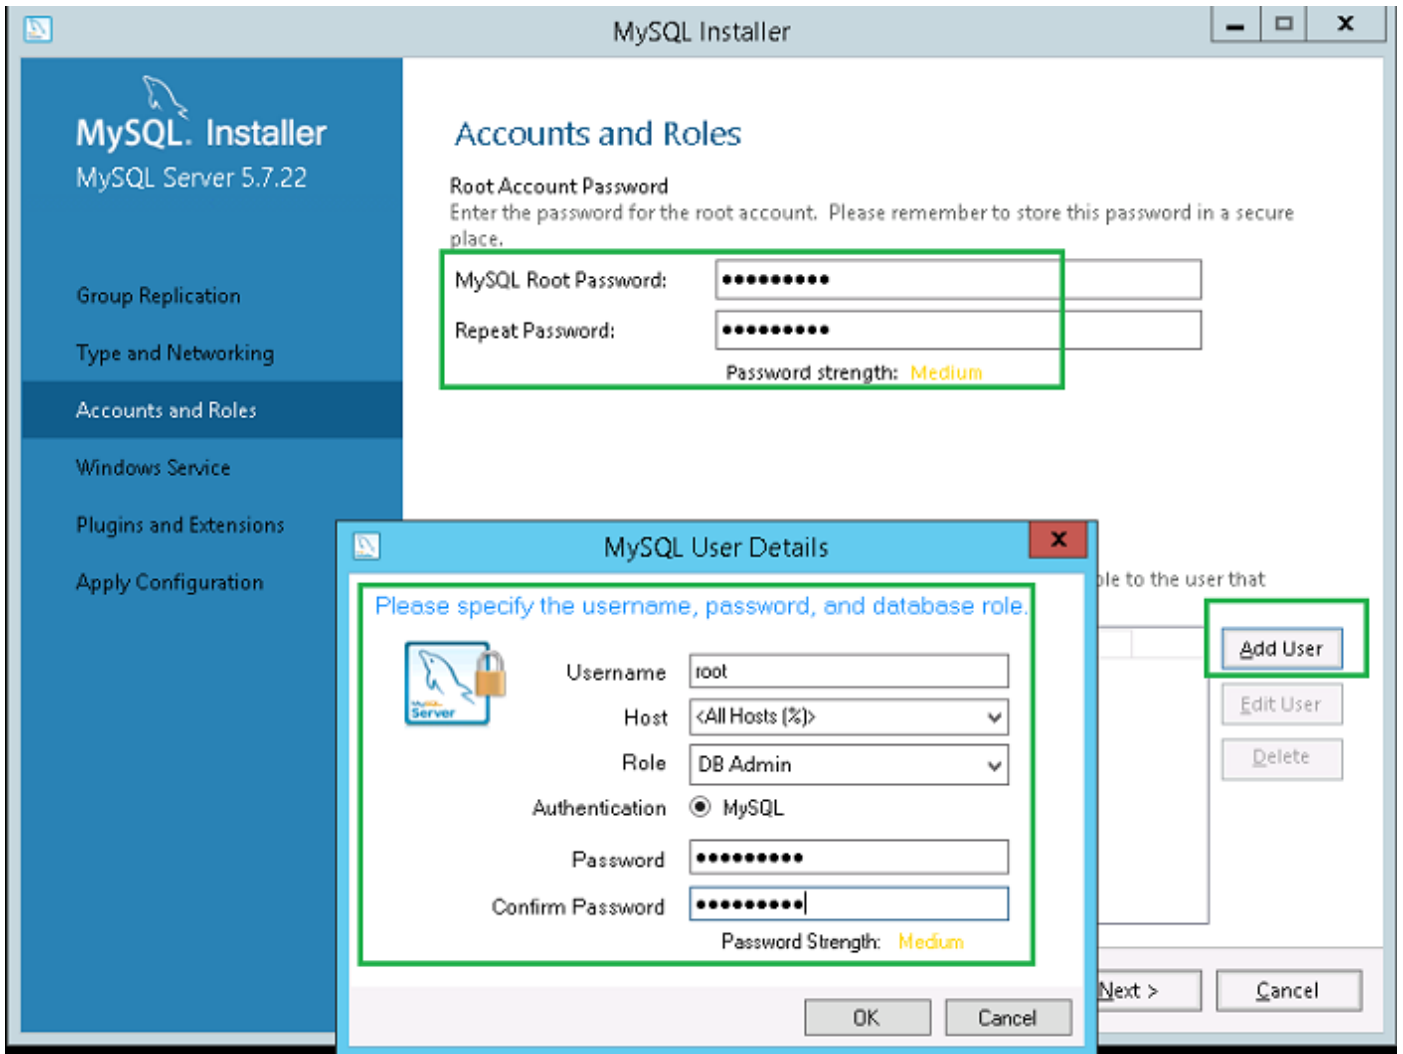 MySQL Installer
MySQL. Installer
MySQL Server 5.7.22
Group Replication
Type and Networking
Accounts and Roles
Windows Service
Plugins and Extensions
Apply Configuration
Accounts and Roles
Root Account Password
Enter the password for the root account. Please remember to store this password in a secure
place.
MySQL Root Password: •••••••••
Repeat Password: •••••••••
Password strength: Medium
to the user that
Add User
Edit User
Delete
MySQL User Details
Please specify the username, password, and database role.
Server
Username root
Host <All Hosts (%)>
Role DB Admin
Authentication MySQL
Password •••••••••
Confirm Password •••••••••
Password Strength: Medium
OK Cancel
Next > Cancel